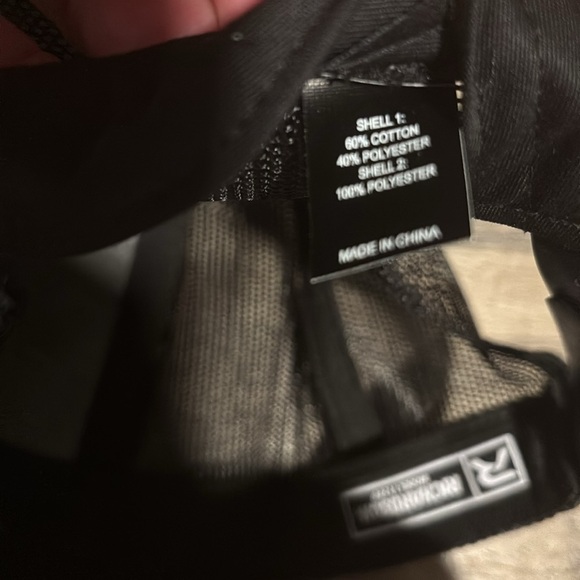 SHELL 1:
60% COTTON
40% POLYESTER
SHELL 2:
100% POLYESTER
MADE IN CHINA
R
RICHARDSON